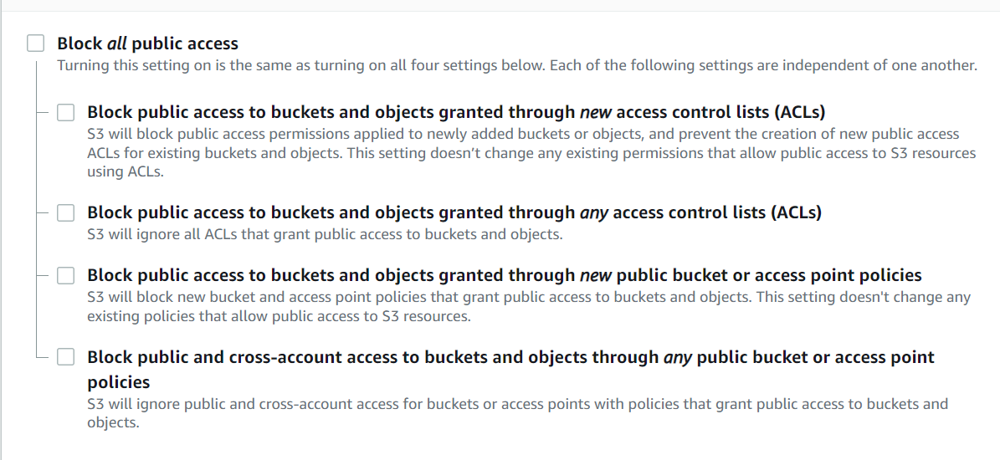 Block all public access
Turning this setting on is the same as turning on all four settings below. Each of the following settings are independent of one another.
Block public access to buckets and objects granted through new access control lists (ACLs)
S3 will block public access permissions applied to newly added buckets or objects, and prevent the creation of new public access
ACLs for existing buckets and objects. This setting doesn’t change any existing permissions that allow public access to S3 resources
using ACLs.
Block public access to buckets and objects granted through any access control lists (ACLs)
S3 will ignore all ACLs that grant public access to buckets and objects.
Block public access to buckets and objects granted through new public bucket or access point policies
S3 will block new bucket and access point policies that grant public access to buckets and objects. This setting doesn't change any
existing policies that allow public access to S3 resources.
Block public and cross-account access to buckets and objects through any public bucket or access point
policies
S3 will ignore public and cross-account access for buckets or access points with policies that grant public access to buckets and
objects.